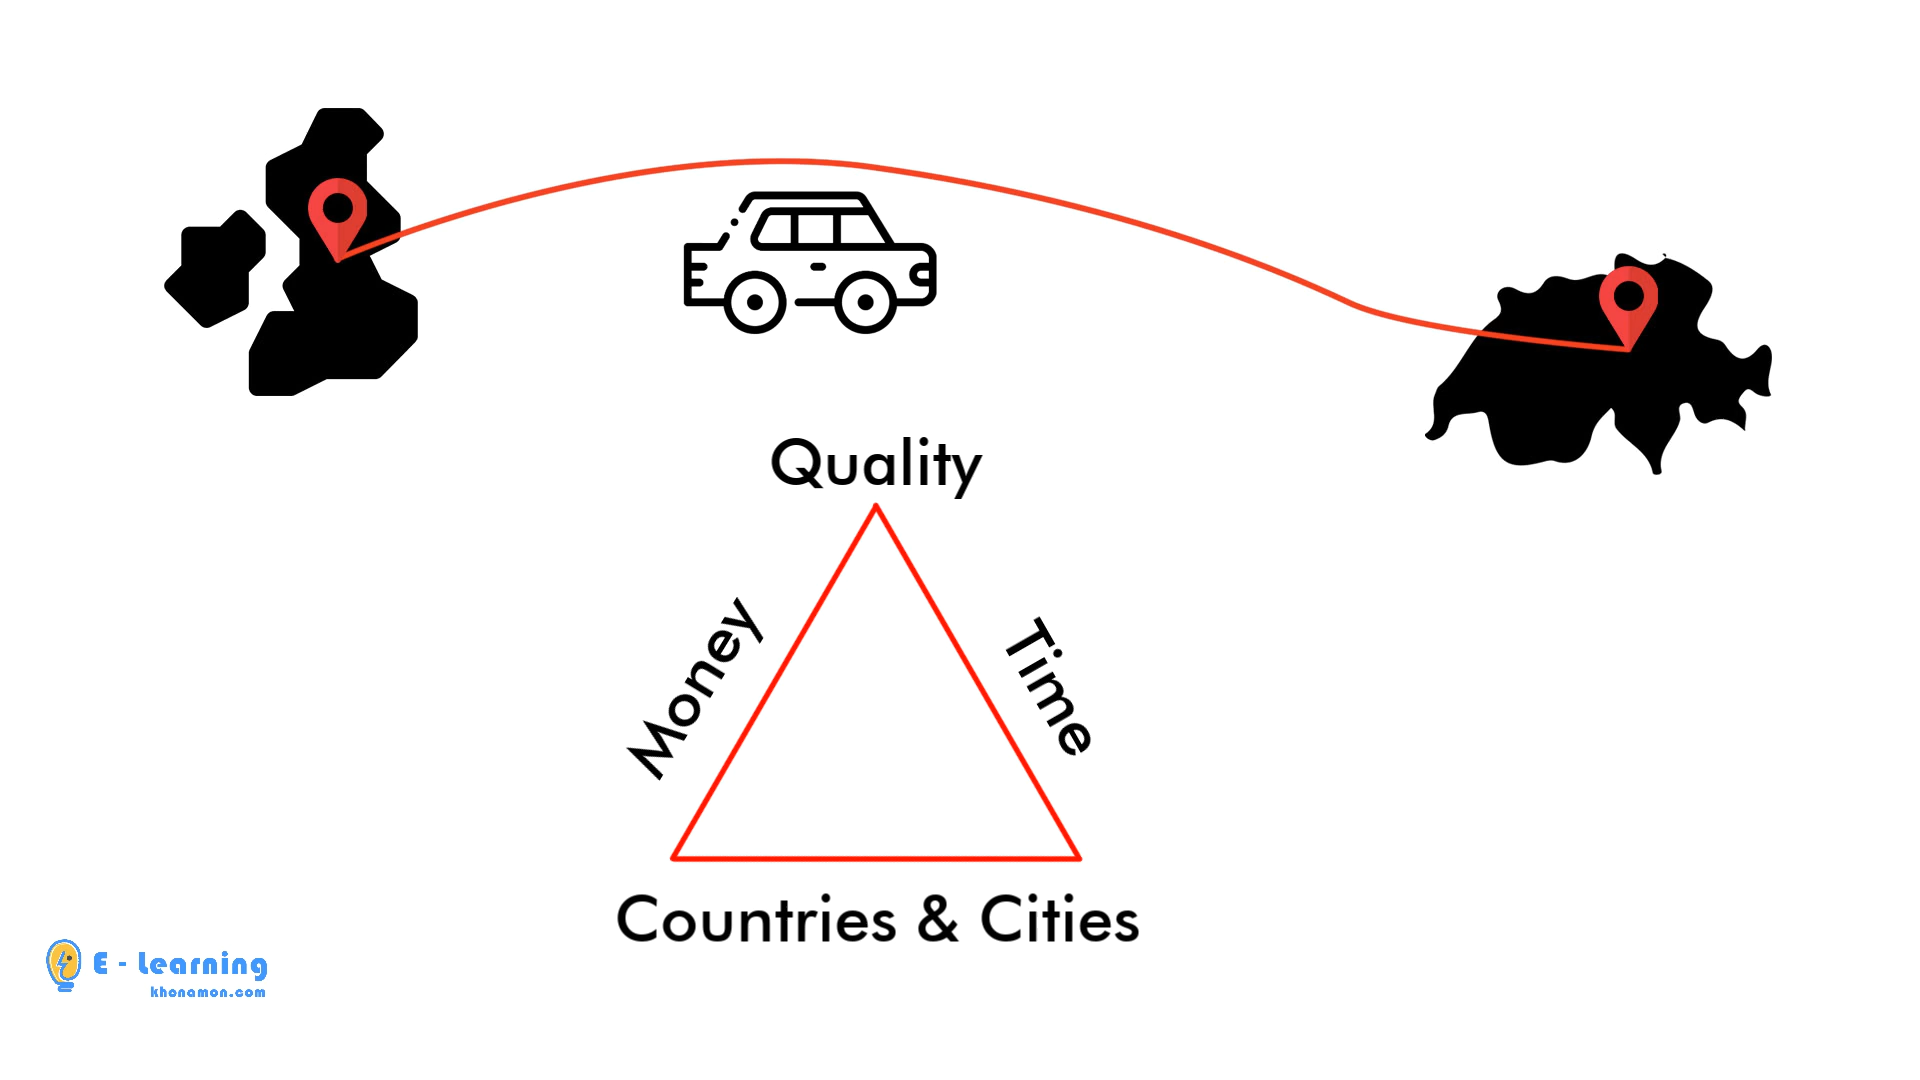 Quality
Money
Time
Countries & Cities
E - Learning
khonamon.com